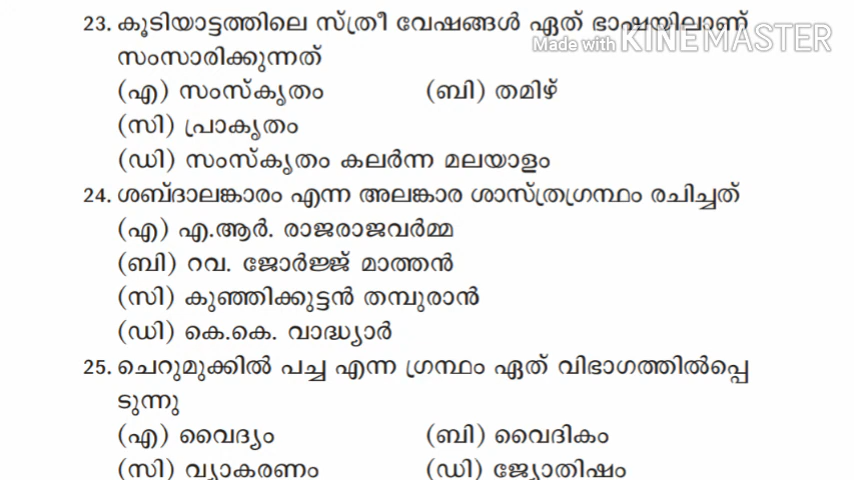 23. കൂടിയാട്ടത്തിലെ സ്ത്രീ വേഷങ്ങൾ ഏത് ഭാഷയിലാണ്
Made with KINEMASTER
സംസാരിക്കുന്നത്
(എ) സംസ്കൃതം (ബി) തമിഴ്
(സി) പ്രാകൃതം
(ഡി) സംസ്കൃതം കലർന്ന മലയാളം
24. ശബ്ദാലങ്കാരം എന്ന അലങ്കാര ശാസ്ത്രഗ്രന്ഥം രചിച്ചത്
(എ) എ.ആർ. രാജരാജവർമ്മ
(ബി) റവ. ജോർജ്ജ് മാത്തൻ
(സി) കുഞ്ഞിക്കുട്ടൻ തമ്പുരാൻ
(ഡി) കെ.കെ. വാദ്ധ്യാർ
25. ചെറുമുക്കിൽ പച്ച എന്ന ഗ്രന്ഥം ഏത് വിഭാഗത്തിൽപ്പെ
ടുന്നു
(എ) വൈദ്യം (ബി) വൈദികം
(സി) വ്യാകരണം (ഡി) ജ്യോതിഷം